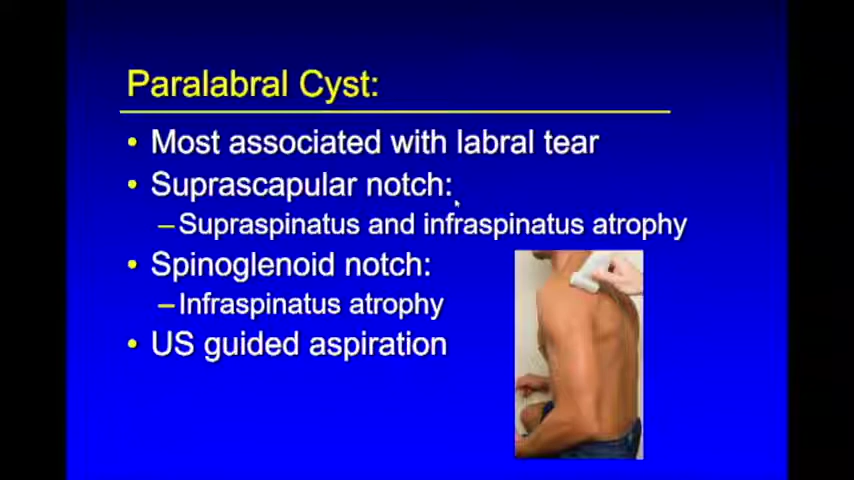 Paralabral Cyst:
• Most associated with labral tear
• Suprascapular notch:
–Supraspinatus and infraspinatus atrophy
• Spinoglenoid notch:
–Infraspinatus atrophy
• US guided aspiration